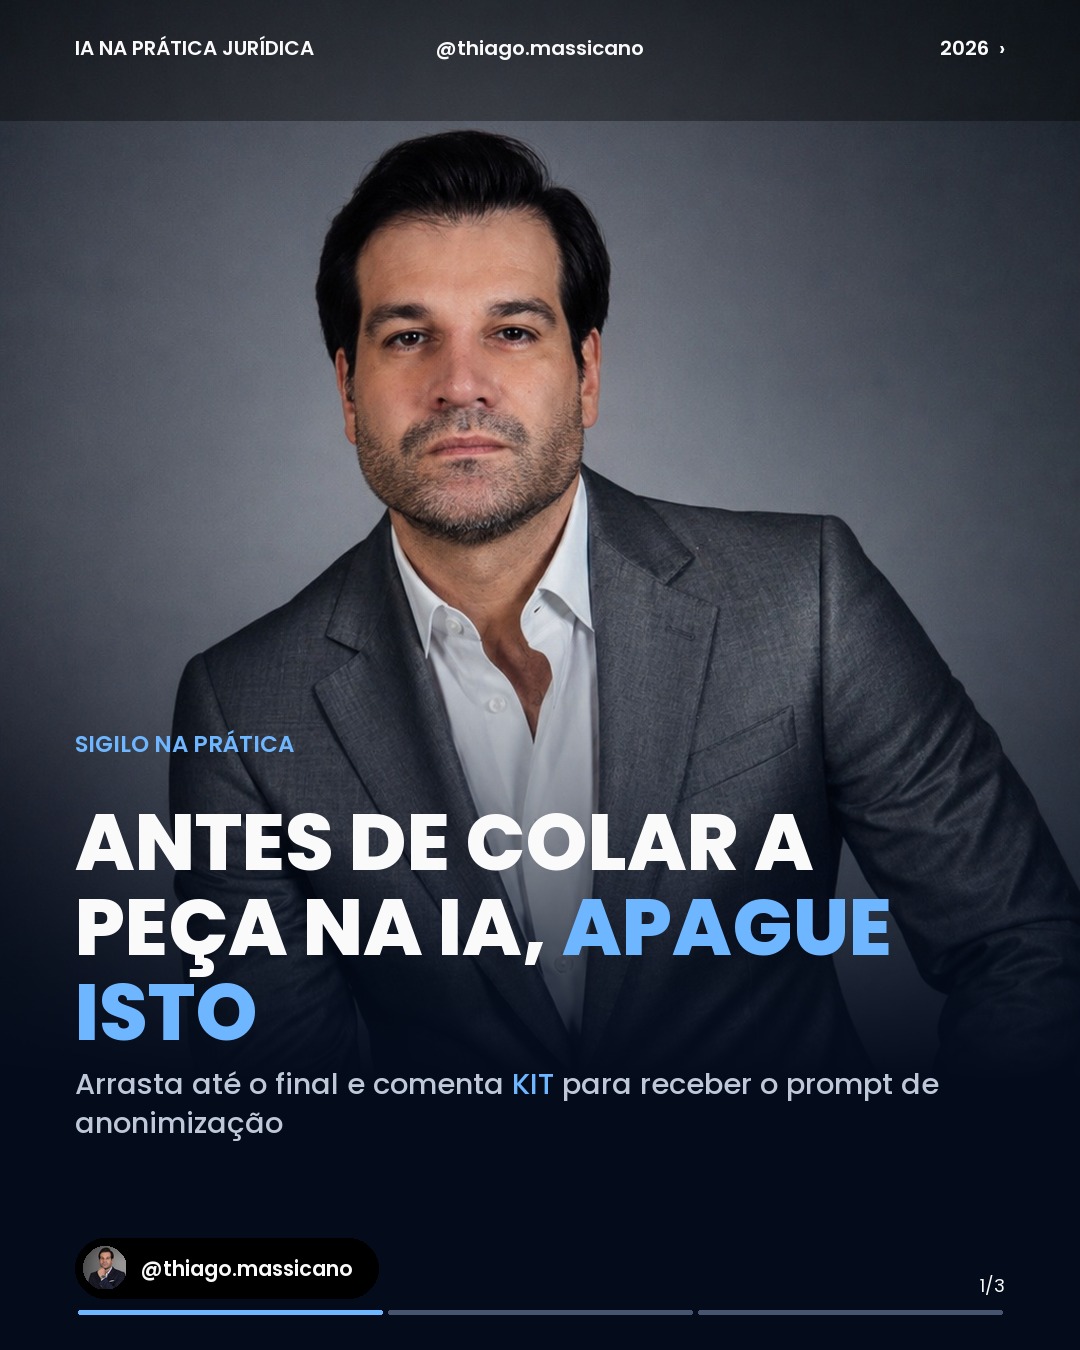 IA NA PRÁTICA JURÍDICA
@thiago.massicano
2026 ›
SIGILO NA PRÁTICA
ANTES DE COLAR A
PEÇA NA IA, APAGUE
ISTO
Arrasta até o final e comenta KIT para receber o prompt de
anonimização
@thiago.massicano
1/3